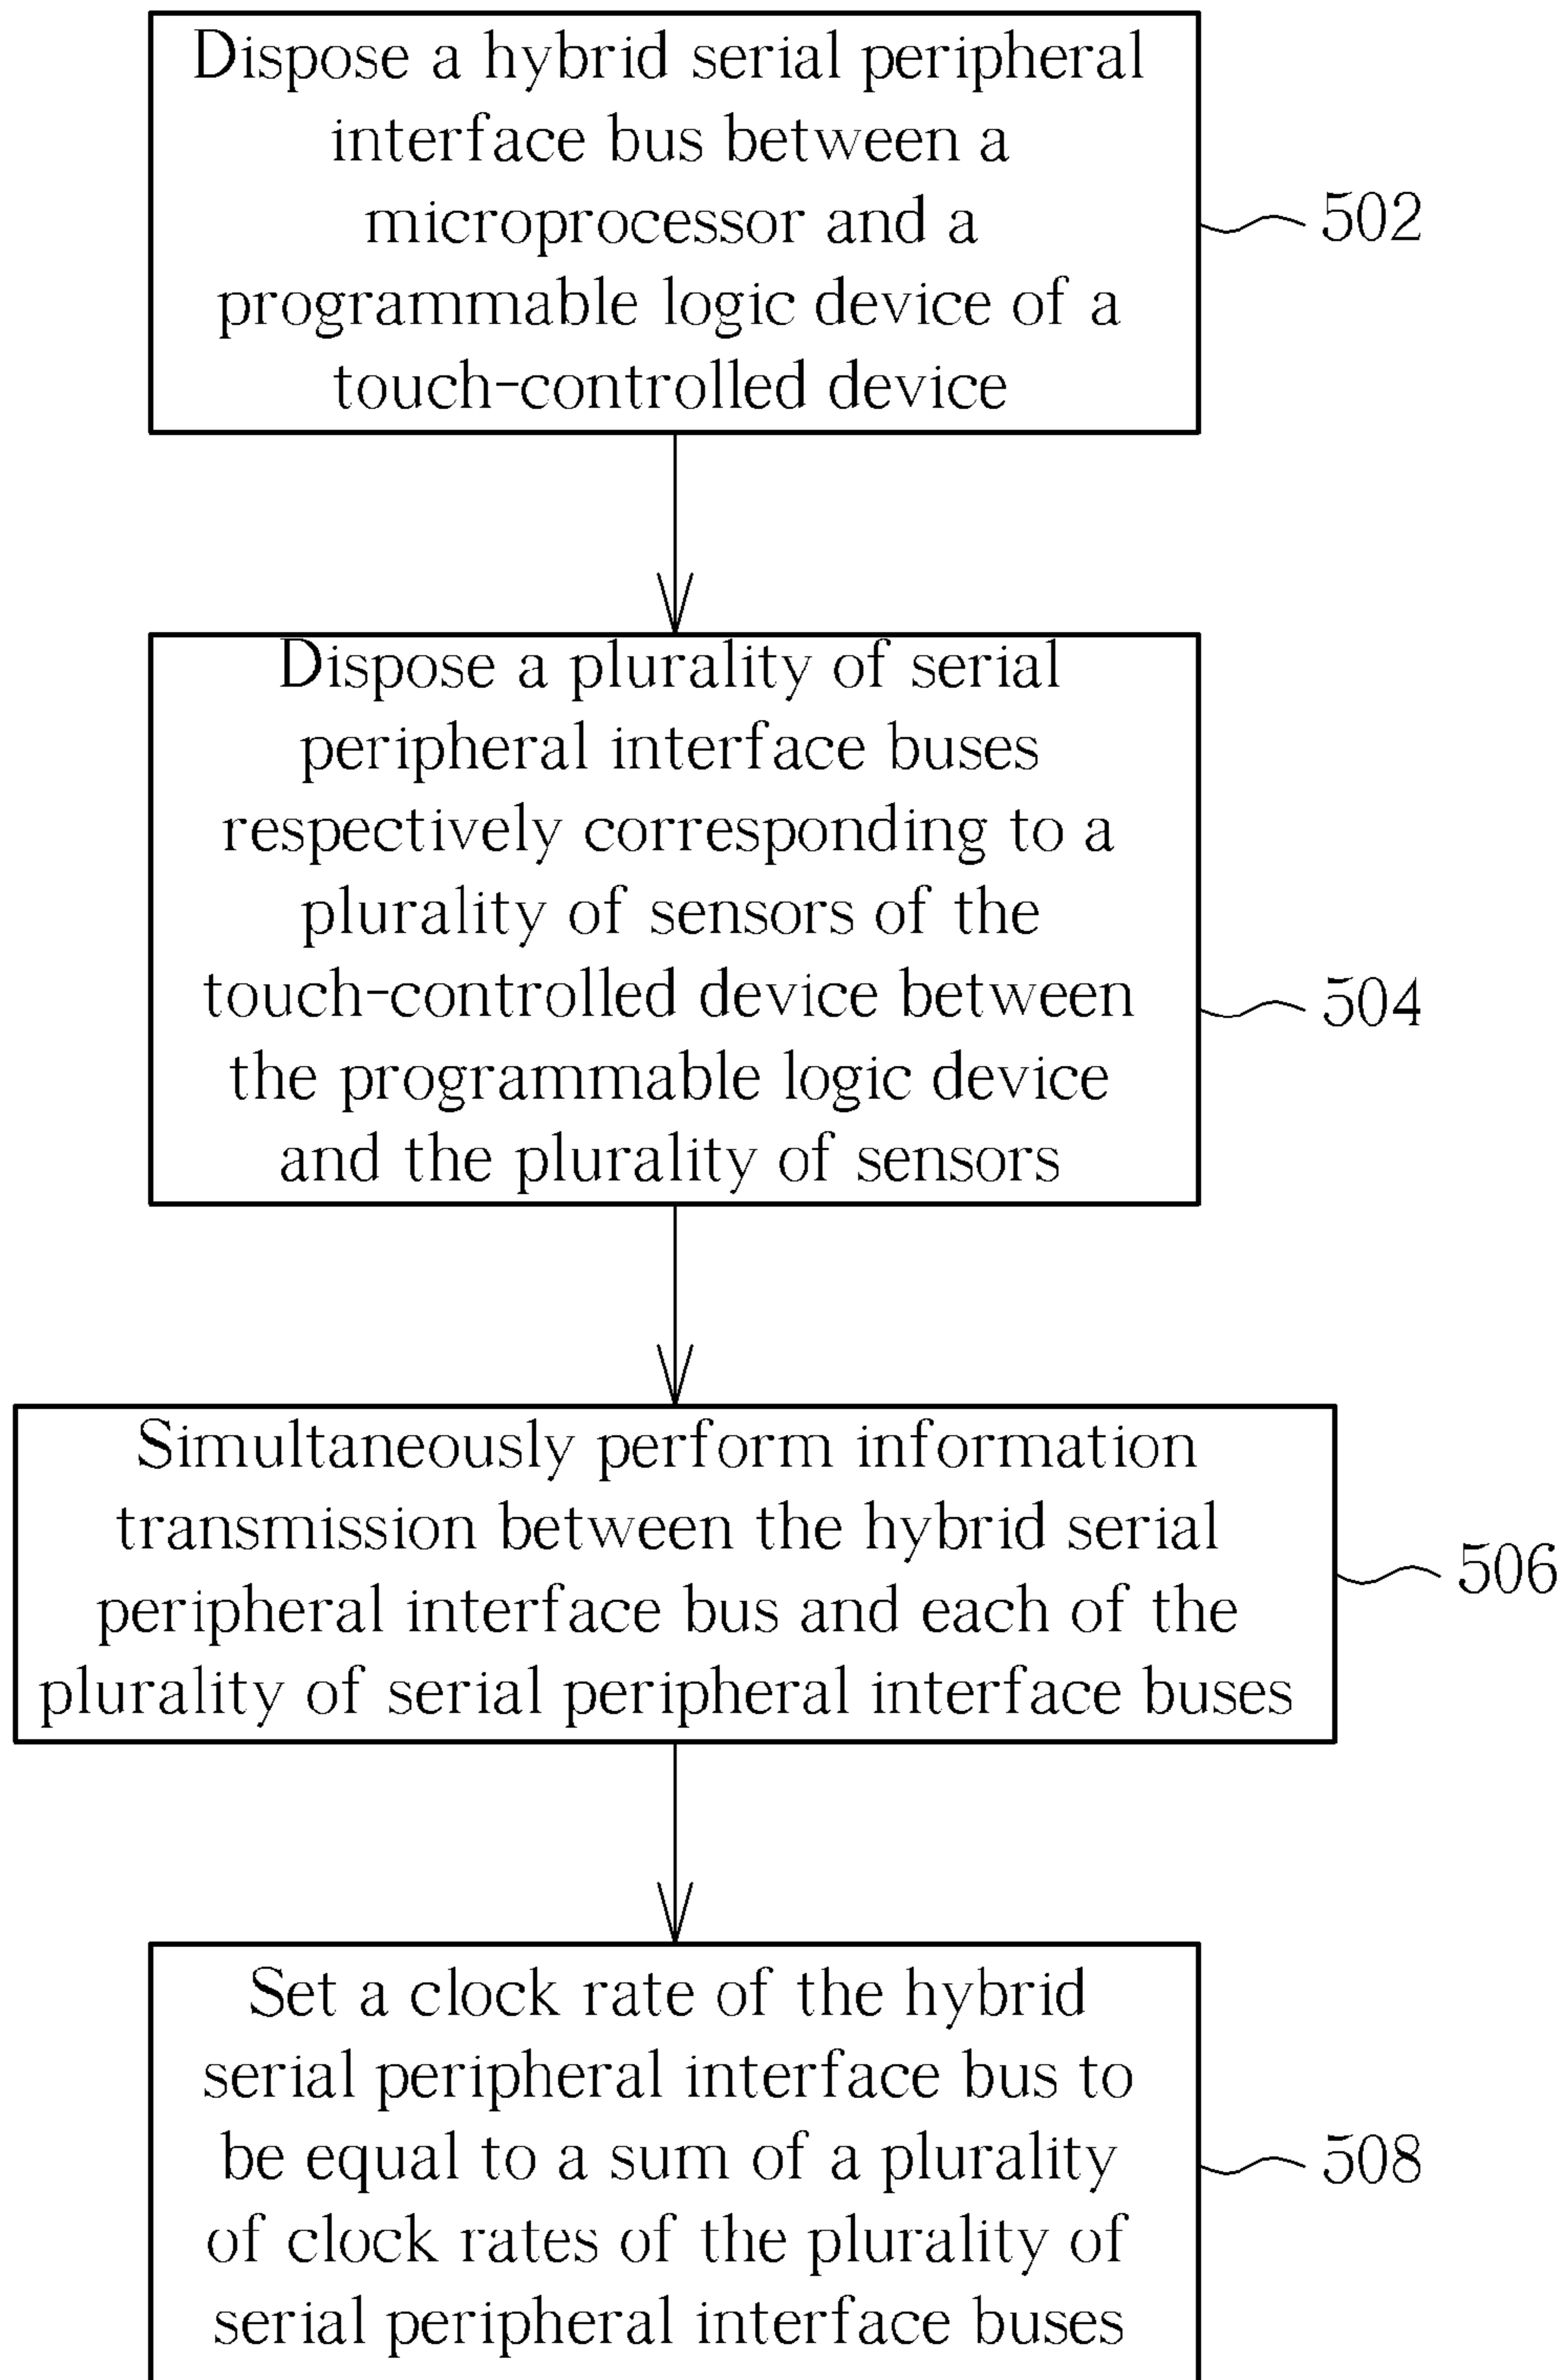 Dispose a hybrid serial peripheral
interface bus between a
microprocessor and a
programmable logic device of a
touch-controlled device
502
Dispose a plurality of serial
peripheral interface buses
respectively corresponding to a
plurality of sensors of the
touch-controlled device between
the programmable logic device
and the plurality of sensors
504
Simultaneously perform information
transmission between the hybrid serial
peripheral interface bus and each of the
plurality of serial peripheral interface buses
506
Set a clock rate of the hybrid
serial peripheral interface bus to
be equal to a sum of a plurality
of clock rates of the plurality of
serial peripheral interface buses
508